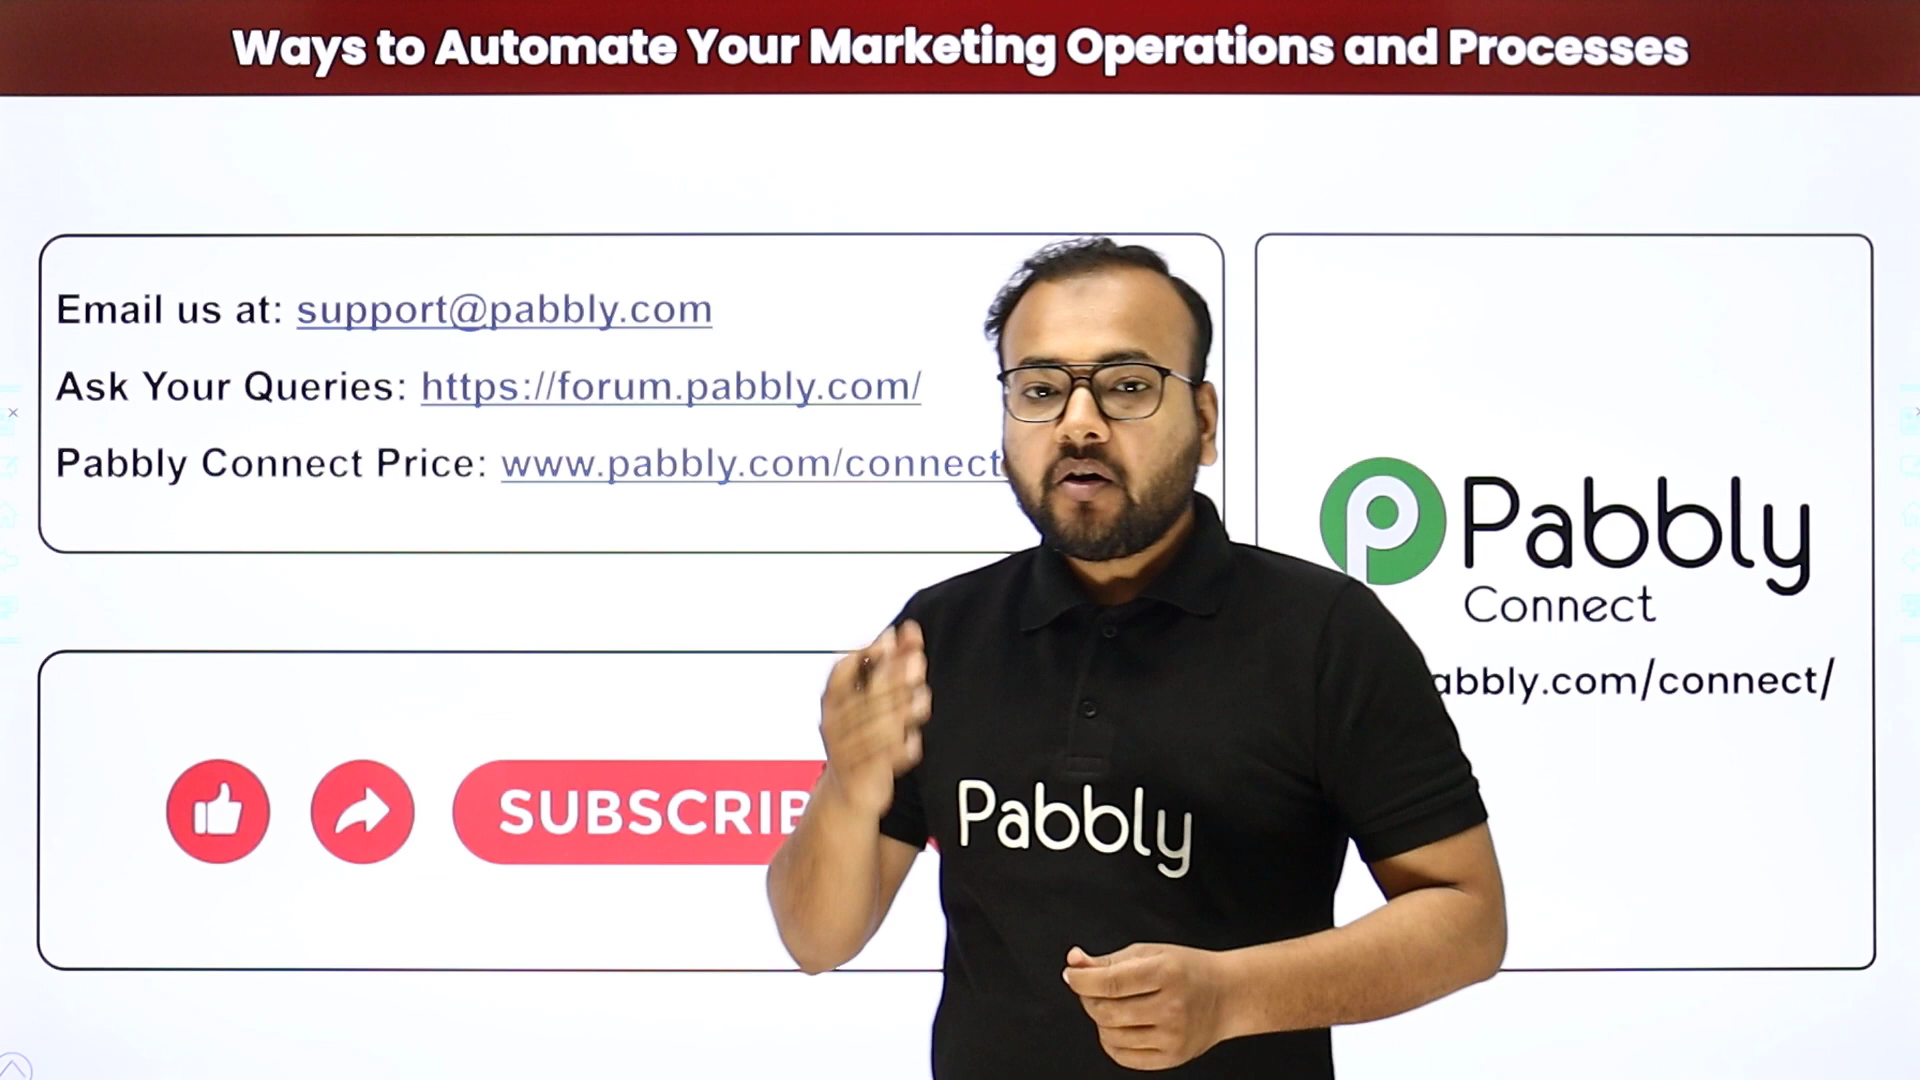 Ways to Automate Your Marketing Operations and Processes
Email us at: support@pabbly.com
Ask Your Queries: https://forum.pabbly.com/
Pabbly Connect Price: www.pabbly.com/connect
Pabbly
Connect
abbly.com/connect/
SUBSCRIB
Pabbly